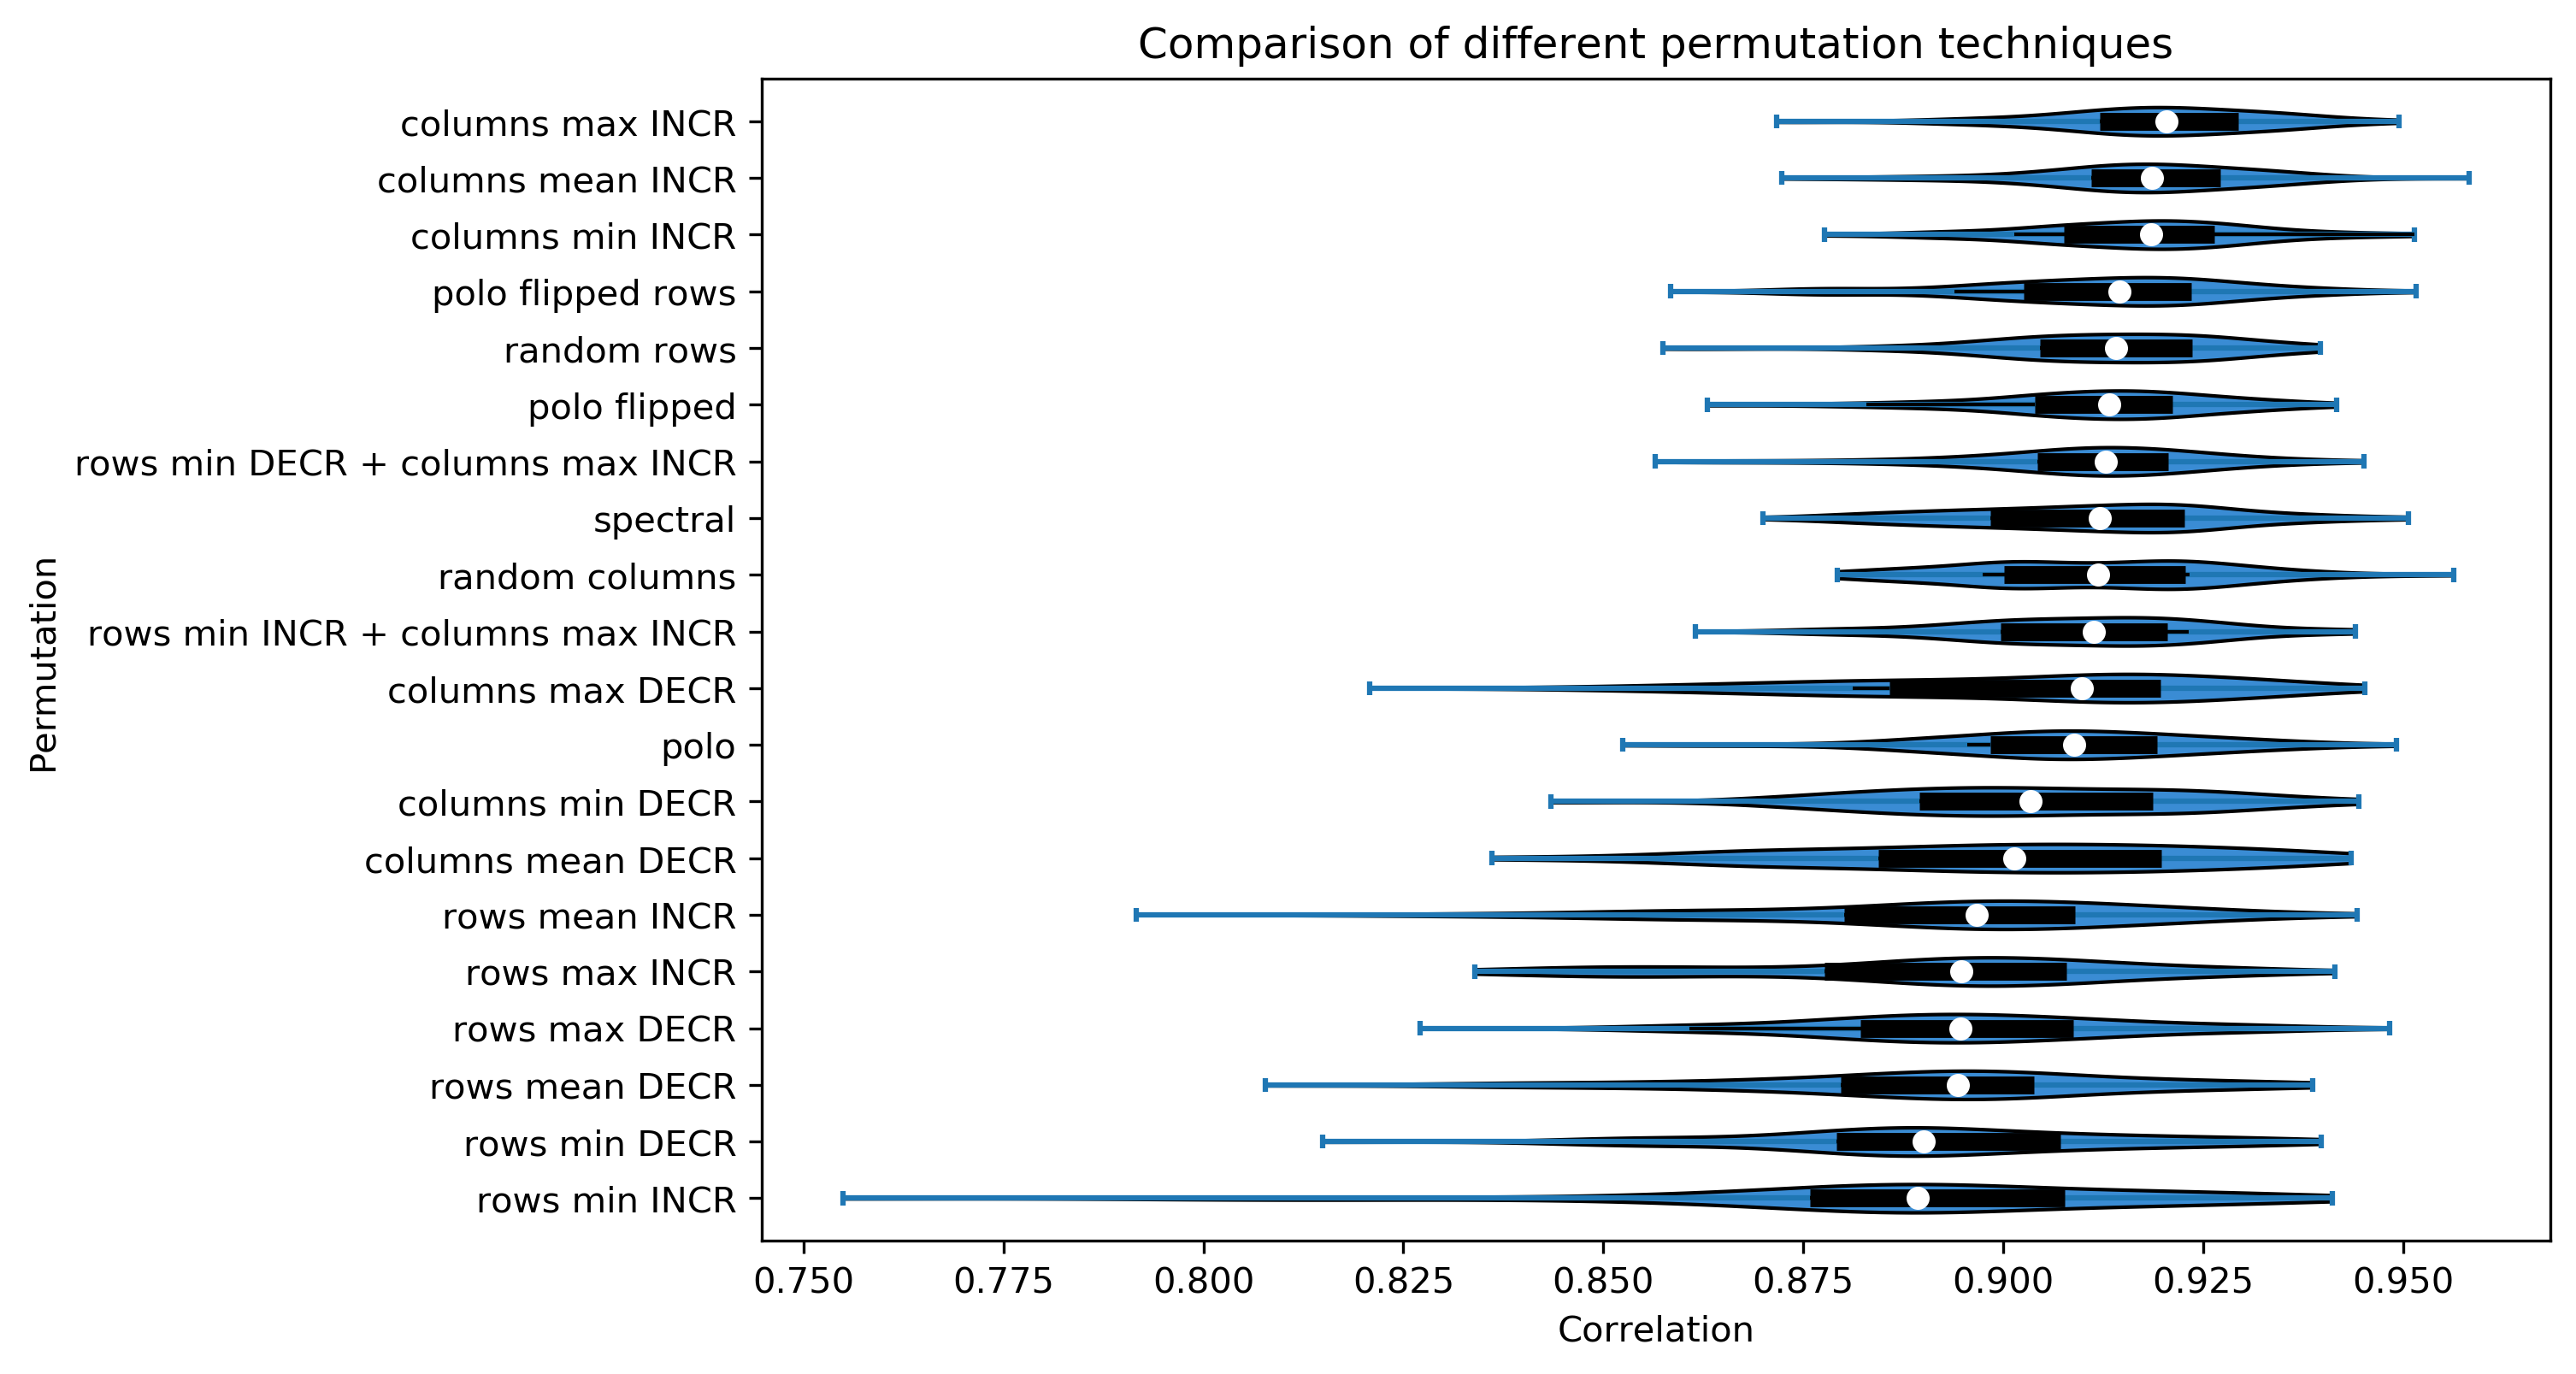 Comparison of different permutation techniques
columns max INCR
columns mean INCR
columns min INCR
polo flipped rows
random rows
polo flipped
rows min DECR + columns max INCR
spectral
random columns
rows min INCR + columns max INCR
columns max DECR
polo
columns min DECR
columns mean DECR
rows mean INCR
rows max INCR
rows max DECR
rows mean DECR
rows min DECR
rows min INCR
Permutation
0.750 0.775 0.800 0.825 0.850 0.875 0.900 0.925 0.950
Correlation